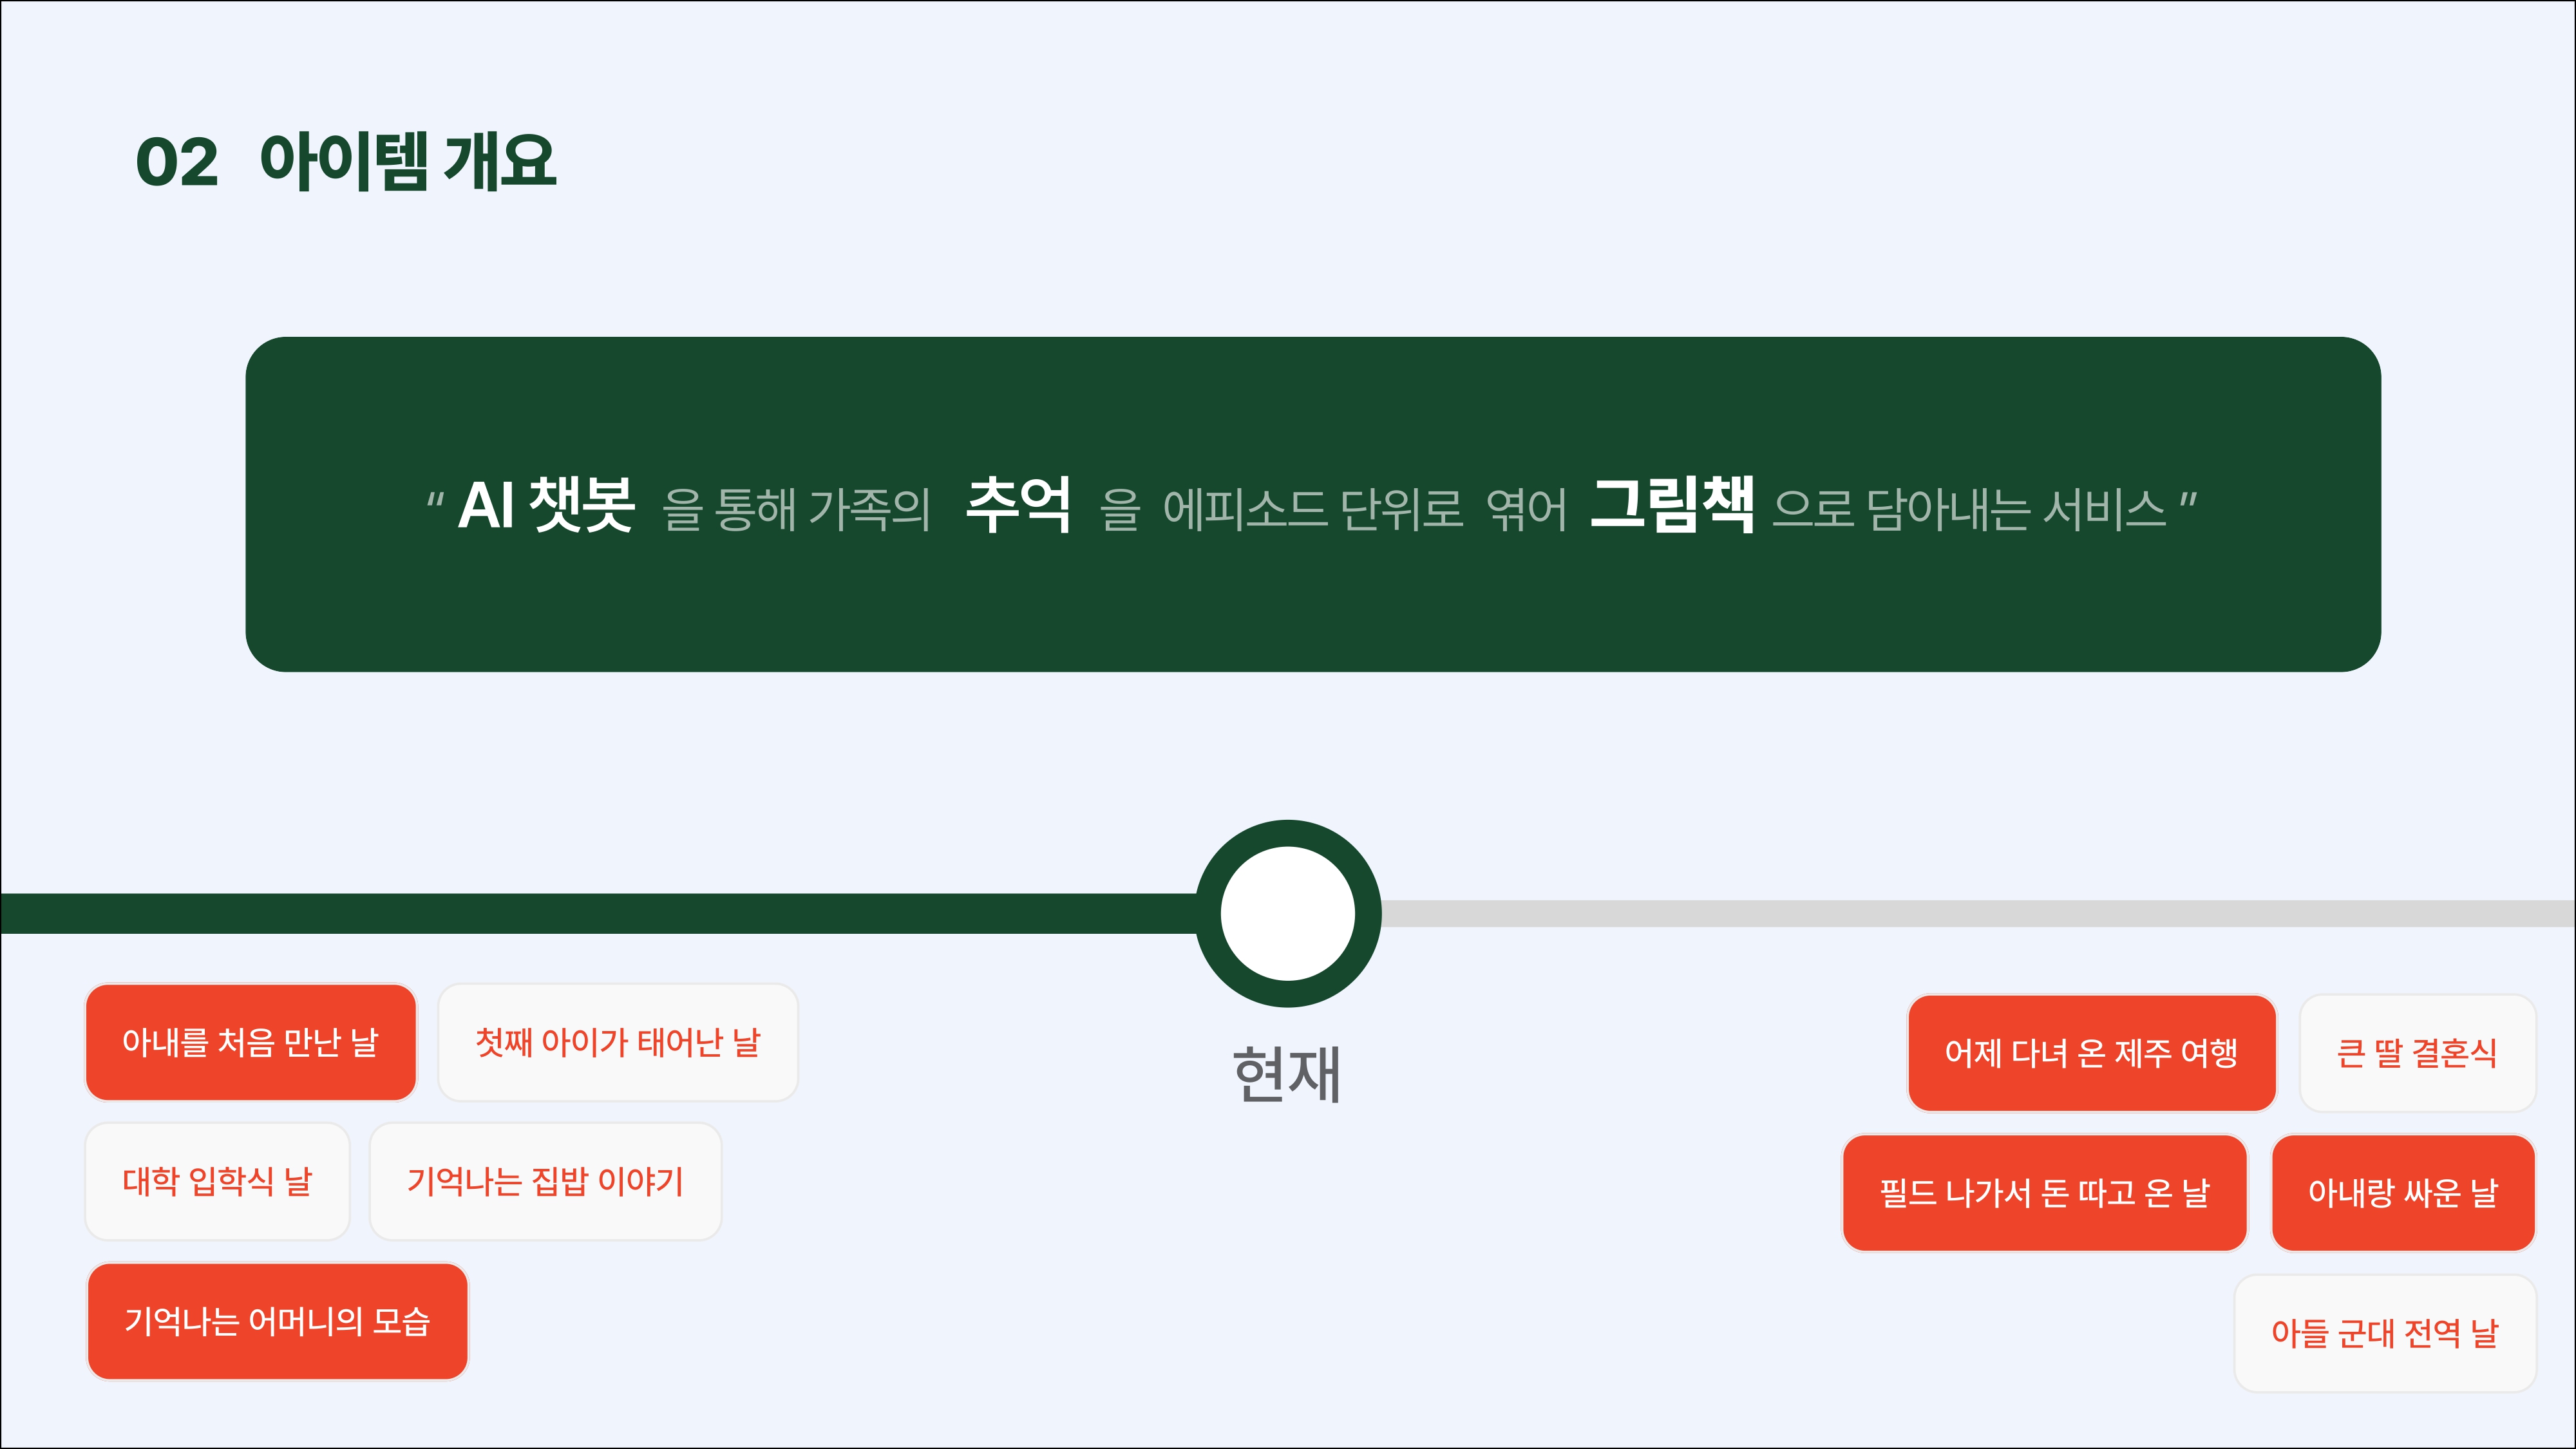 02 아이템 개요
“ AI 챗봇 을 통해 가족의 추억 을 에피소드 단위로 엮어 그림책 으로 담아내는 서비스 ”
현재
아내를 처음 만난 날
첫째 아이가 태어난 날
대학 입학식 날
기억나는 집밥 이야기
기억나는 어머니의 모습
어제 다녀 온 제주 여행
큰 딸 결혼식
필드 나가서 돈 따고 온 날
아내랑 싸운 날
아들 군대 전역 날